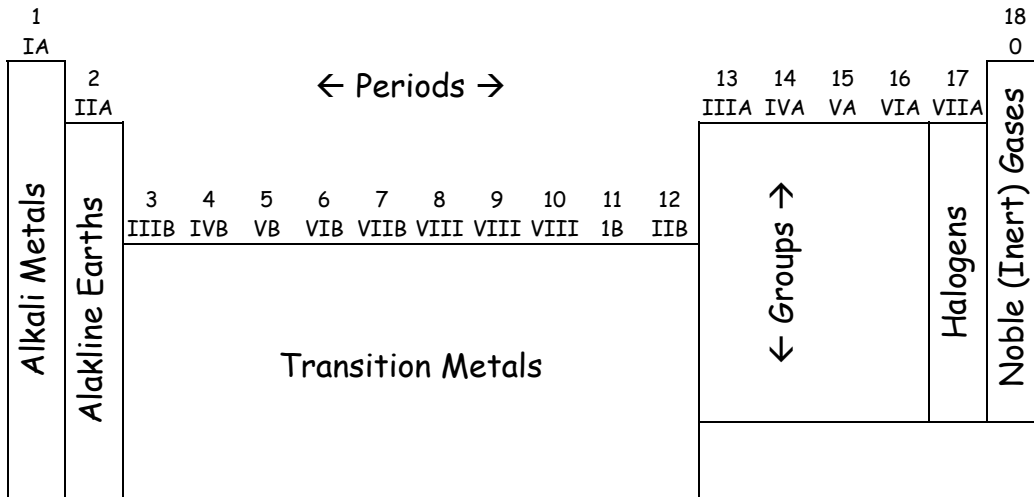 1 18
IA 0
2 ← Periods → 13 14 15 16 17
IIA IIIA IVA VA VIA VIIA
3 4 5 6 7 8 9 10 11 12
IIIB IVB VB VIB VIIB VIII VIII VIII 1B IIB
Alkali Metals
Alakline Earths
Transition Metals
← Groups →
Halogens
Noble (Inert) Gases